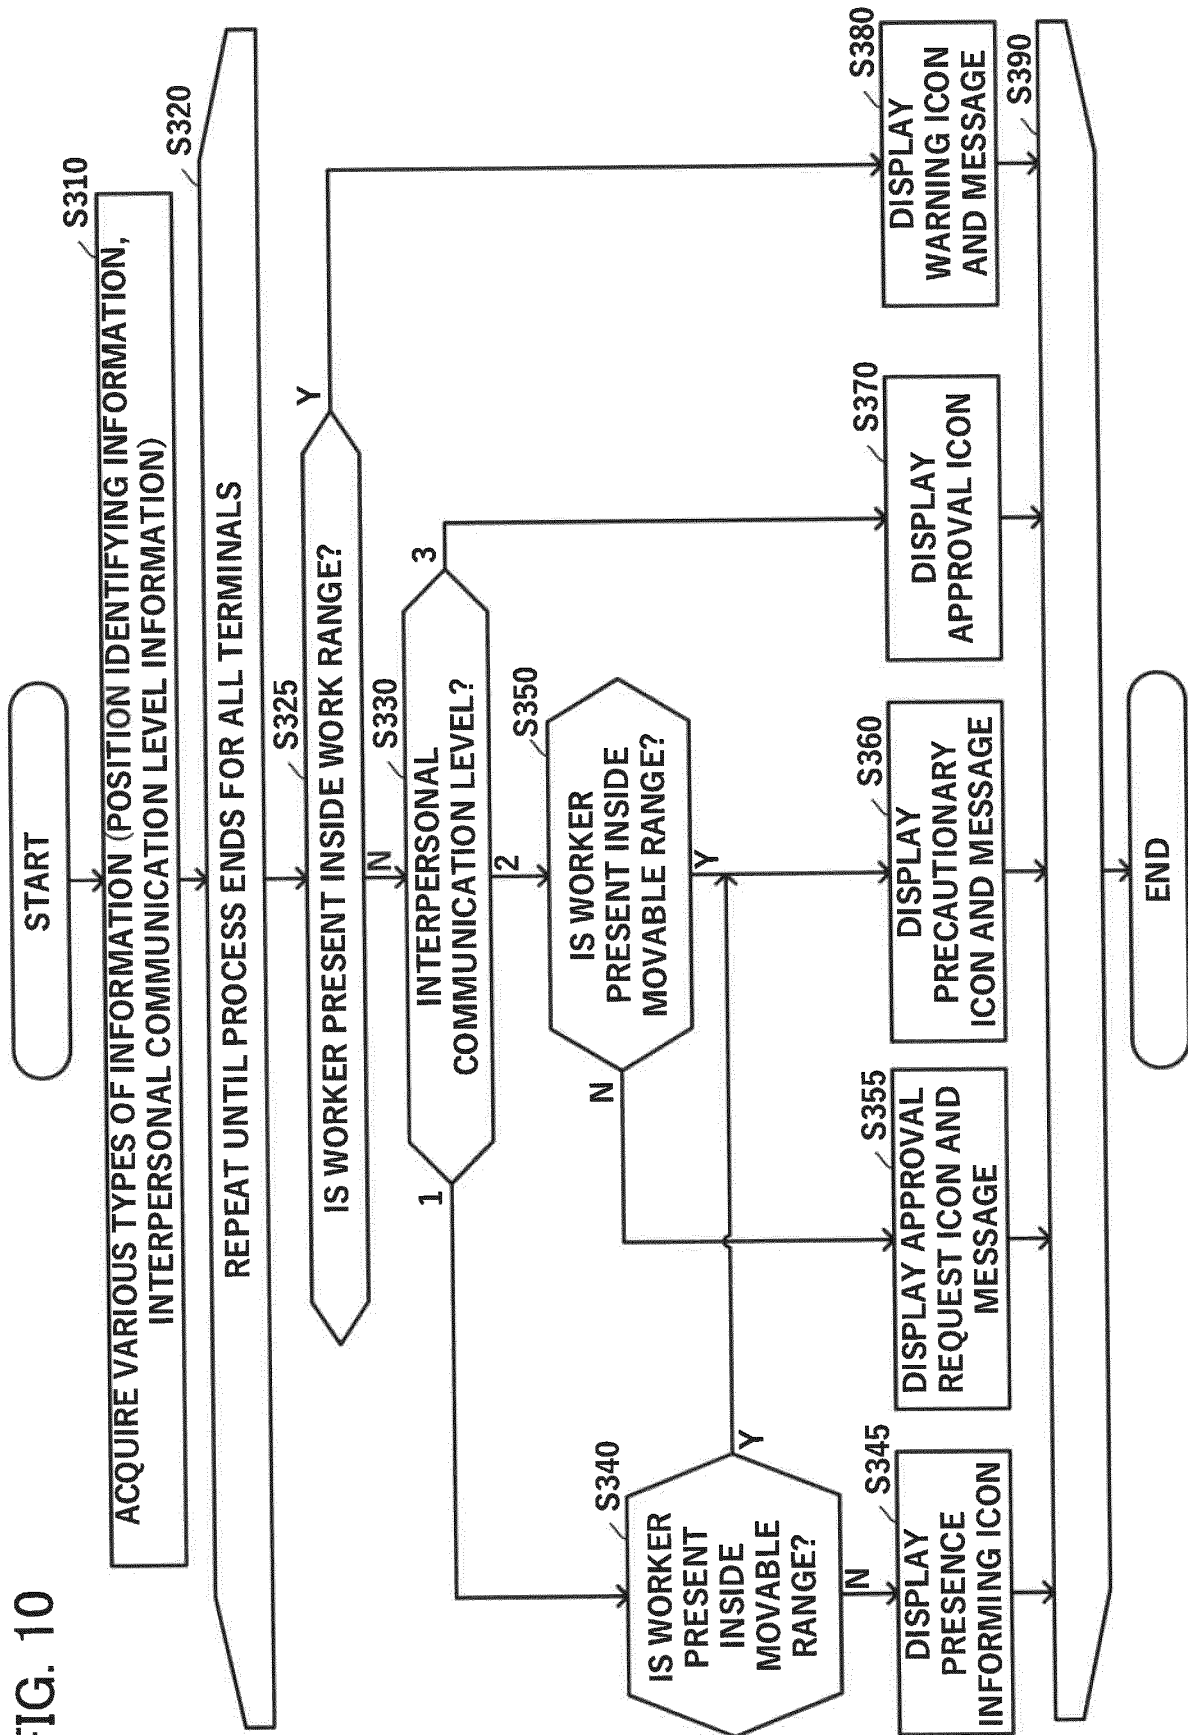 FIG. 10
START
S310
ACQUIRE VARIOUS TYPES OF INFORMATION (POSITION IDENTIFYING INFORMATION,
INTERPERSONAL COMMUNICATION LEVEL INFORMATION)
S320
REPEAT UNTIL PROCESS ENDS FOR ALL TERMINALS
S325
IS WORKER PRESENT INSIDE WORK RANGE?
Y
N
S330
INTERPERSONAL
COMMUNICATION LEVEL?
1
2
3
S340
IS WORKER
PRESENT
INSIDE
MOVABLE
RANGE?
Y
N
S350
IS WORKER
PRESENT INSIDE
MOVABLE RANGE?
N
Y
S345
DISPLAY
PRESENCE
INFORMING ICON
S355
DISPLAY APPROVAL
REQUEST ICON AND
MESSAGE
S360
DISPLAY
PRECAUTIONARY
ICON AND MESSAGE
S370
DISPLAY
APPROVAL ICON
S380
DISPLAY
WARNING ICON
AND MESSAGE
S390
END